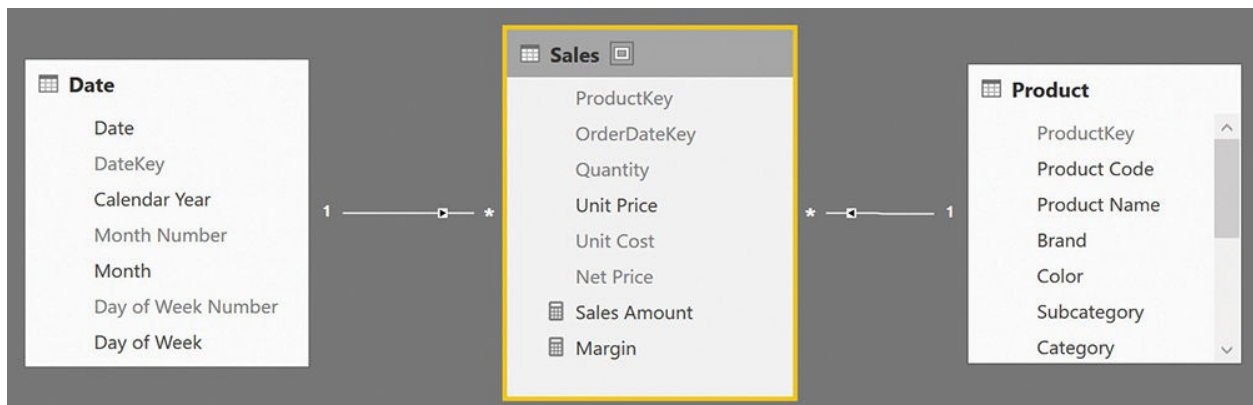 Date
Date
DateKey
Calendar Year
Month Number
Month
Day of Week Number
Day of Week
1
*
Sales
ProductKey
OrderDateKey
Quantity
Unit Price
Unit Cost
Net Price
Sales Amount
Margin
*
1
Product
ProductKey
Product Code
Product Name
Brand
Color
Subcategory
Category